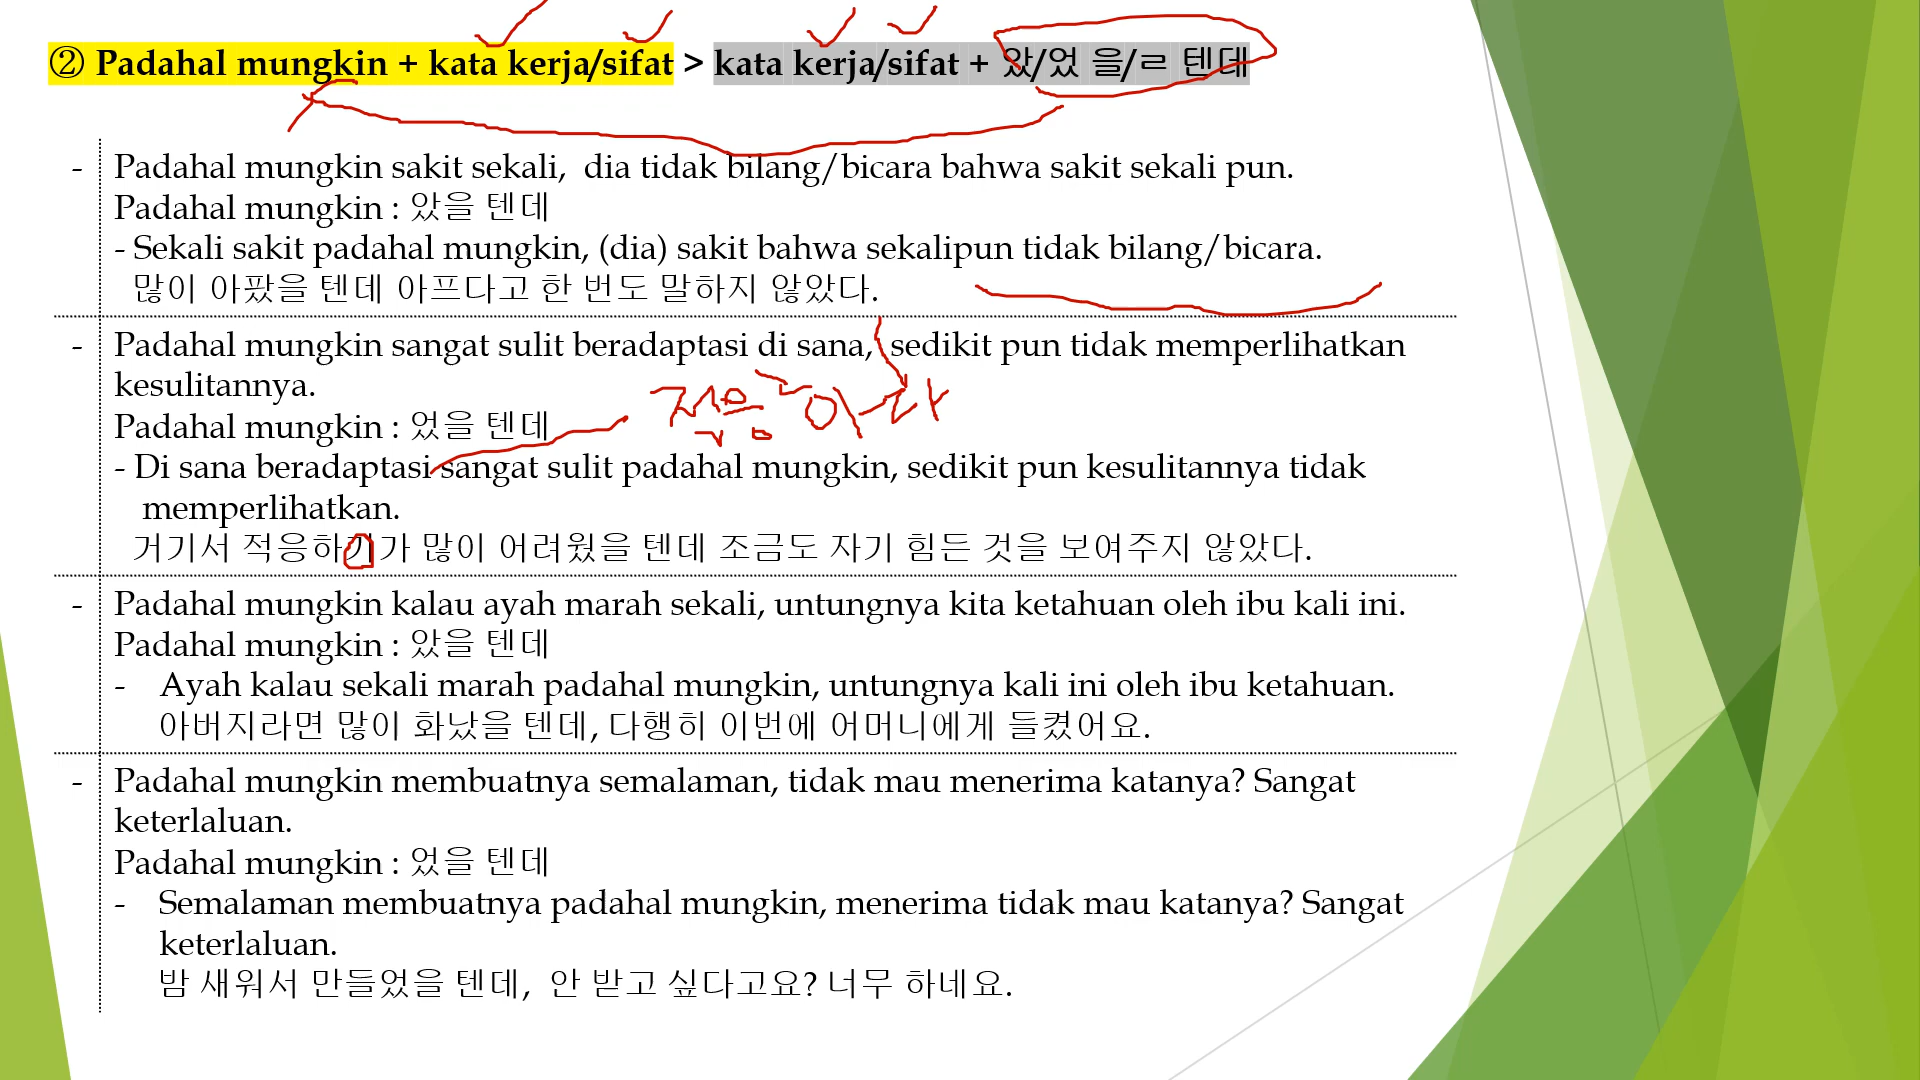 ② Padahal mungkin + kata kerja/sifat > kata kerja/sifat + 았/었 을/ㄹ 텐데
- Padahal mungkin sakit sekali, dia tidak bilang/bicara bahwa sakit sekali pun.
Padahal mungkin : 았을 텐데
- Sekali sakit padahal mungkin, (dia) sakit bahwa sekalipun tidak bilang/bicara.
많이 아팠을 텐데 아프다고 한 번도 말하지 않았다.
- Padahal mungkin sangat sulit beradaptasi di sana, sedikit pun tidak memperlihatkan
kesulitannya.
Padahal mungkin : 었을 텐데
- Di sana beradaptasi sangat sulit padahal mungkin, sedikit pun kesulitannya tidak
memperlihatkan.
거기서 적응하기가 많이 어려웠을 텐데 조금도 자기 힘든 것을 보여주지 않았다.
- Padahal mungkin kalau ayah marah sekali, untungnya kita ketahuan oleh ibu kali ini.
Padahal mungkin : 았을 텐데
- Ayah kalau sekali marah padahal mungkin, untungnya kali ini oleh ibu ketahuan.
아버지라면 많이 화났을 텐데, 다행히 이번에 어머니에게 들켰어요.
- Padahal mungkin membuatnya semalaman, tidak mau menerima katanya? Sangat
keterlaluan.
Padahal mungkin : 었을 텐데
- Semalaman membuatnya padahal mungkin, menerima tidak mau katanya? Sangat
keterlaluan.
밤 새워서 만들었을 텐데, 안 받고 싶다고요? 너무 하네요.